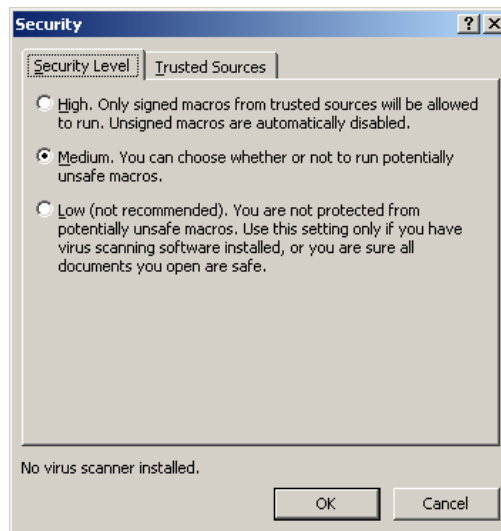 Security
Security Level
Trusted Sources
High. Only signed macros from trusted sources will be allowed
to run. Unsigned macros are automatically disabled.
Medium. You can choose whether or not to run potentially
unsafe macros.
Low (not recommended). You are not protected from
potentially unsafe macros. Use this setting only if you have
virus scanning software installed, or you are sure all
documents you open are safe.
No virus scanner installed.
OK
Cancel